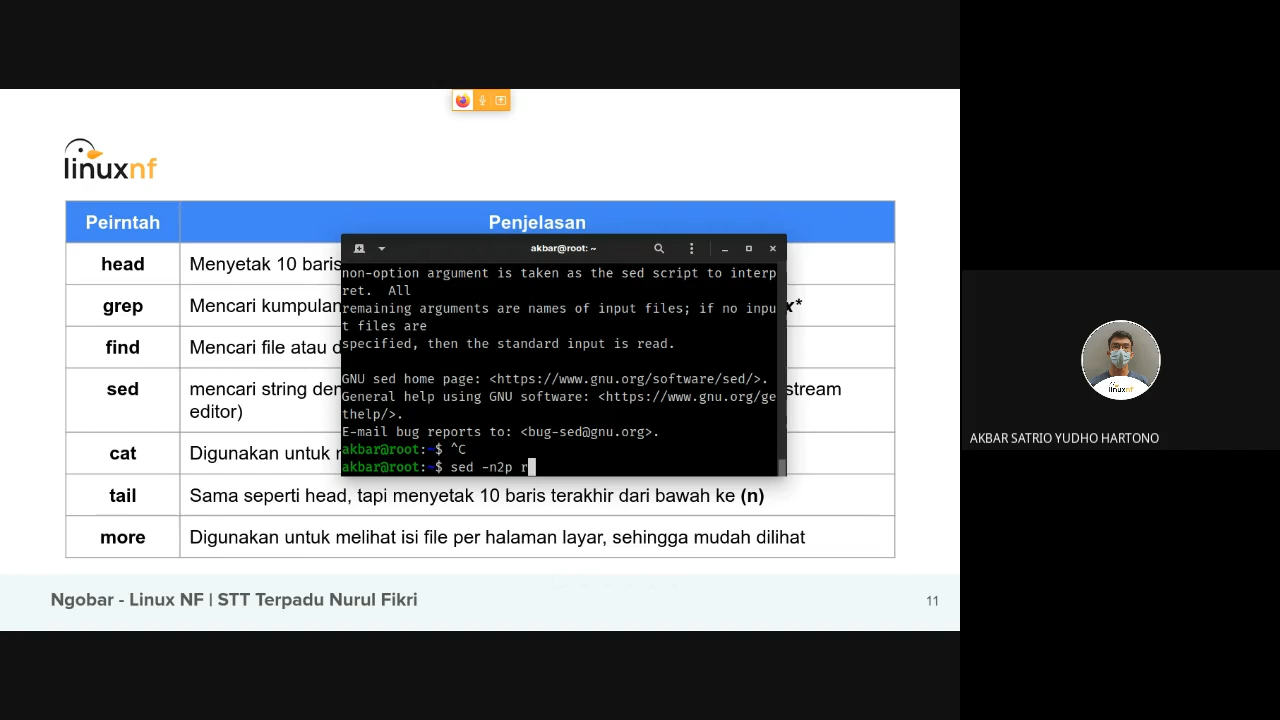 linuxnf
Peirntah Penjelasan
head Menyetak 10 baris
grep Mencari kumpulan x*
find Mencari file atau
sed mencari string stream
editor)
cat Digunakan untuk
tail Sama seperti head, tapi menyetak 10 baris terakhir dari bawah ke (n)
more Digunakan untuk melihat isi file per halaman layar, sehingga mudah dilihat
akbar@root: ~
non-option argument is taken as the sed script to interp
ret. All
remaining arguments are names of input files; if no inpu
t files are
specified, then the standard input is read.
GNU sed home page: <https://www.gnu.org/software/sed/>.
General help using GNU software: <https://www.gnu.org/ge
thelp/>.
E-mail bug reports to: <bug-sed@gnu.org>.
akbar@root:~$ ^C
akbar@root:~$ sed -n2p r
Ngobar - Linux NF | STT Terpadu Nurul Fikri
11
linuxnf
AKBAR SATRIO YUDHO HARTONO